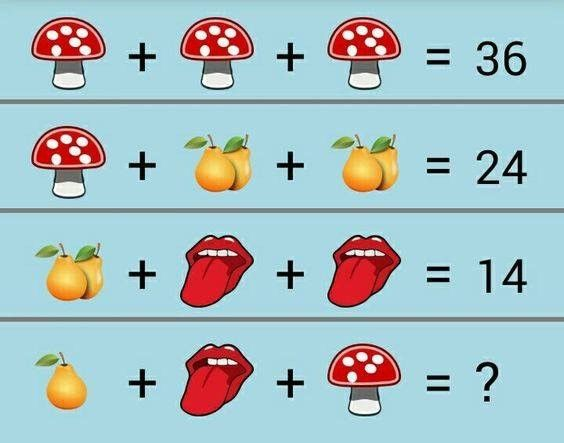 + + = 36
+ + = 24
+ + = 14
+ + = ?